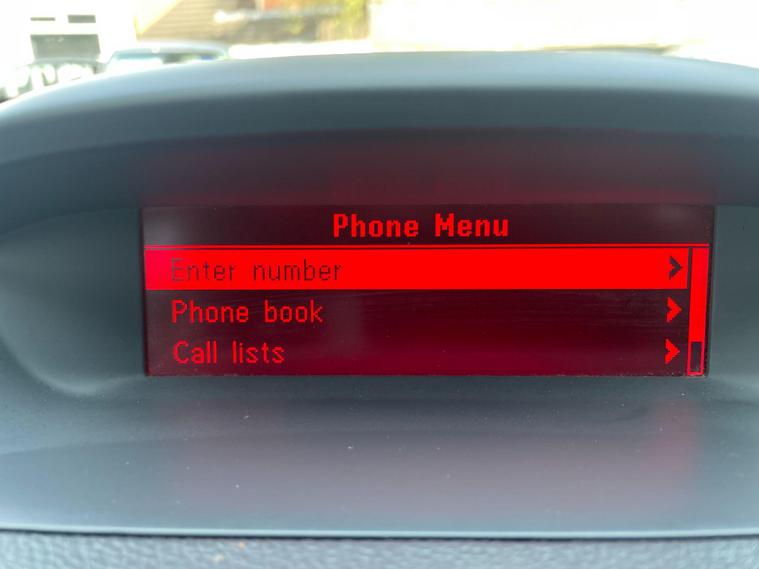 Phone Menu
Enter number
Phone book
Call lists